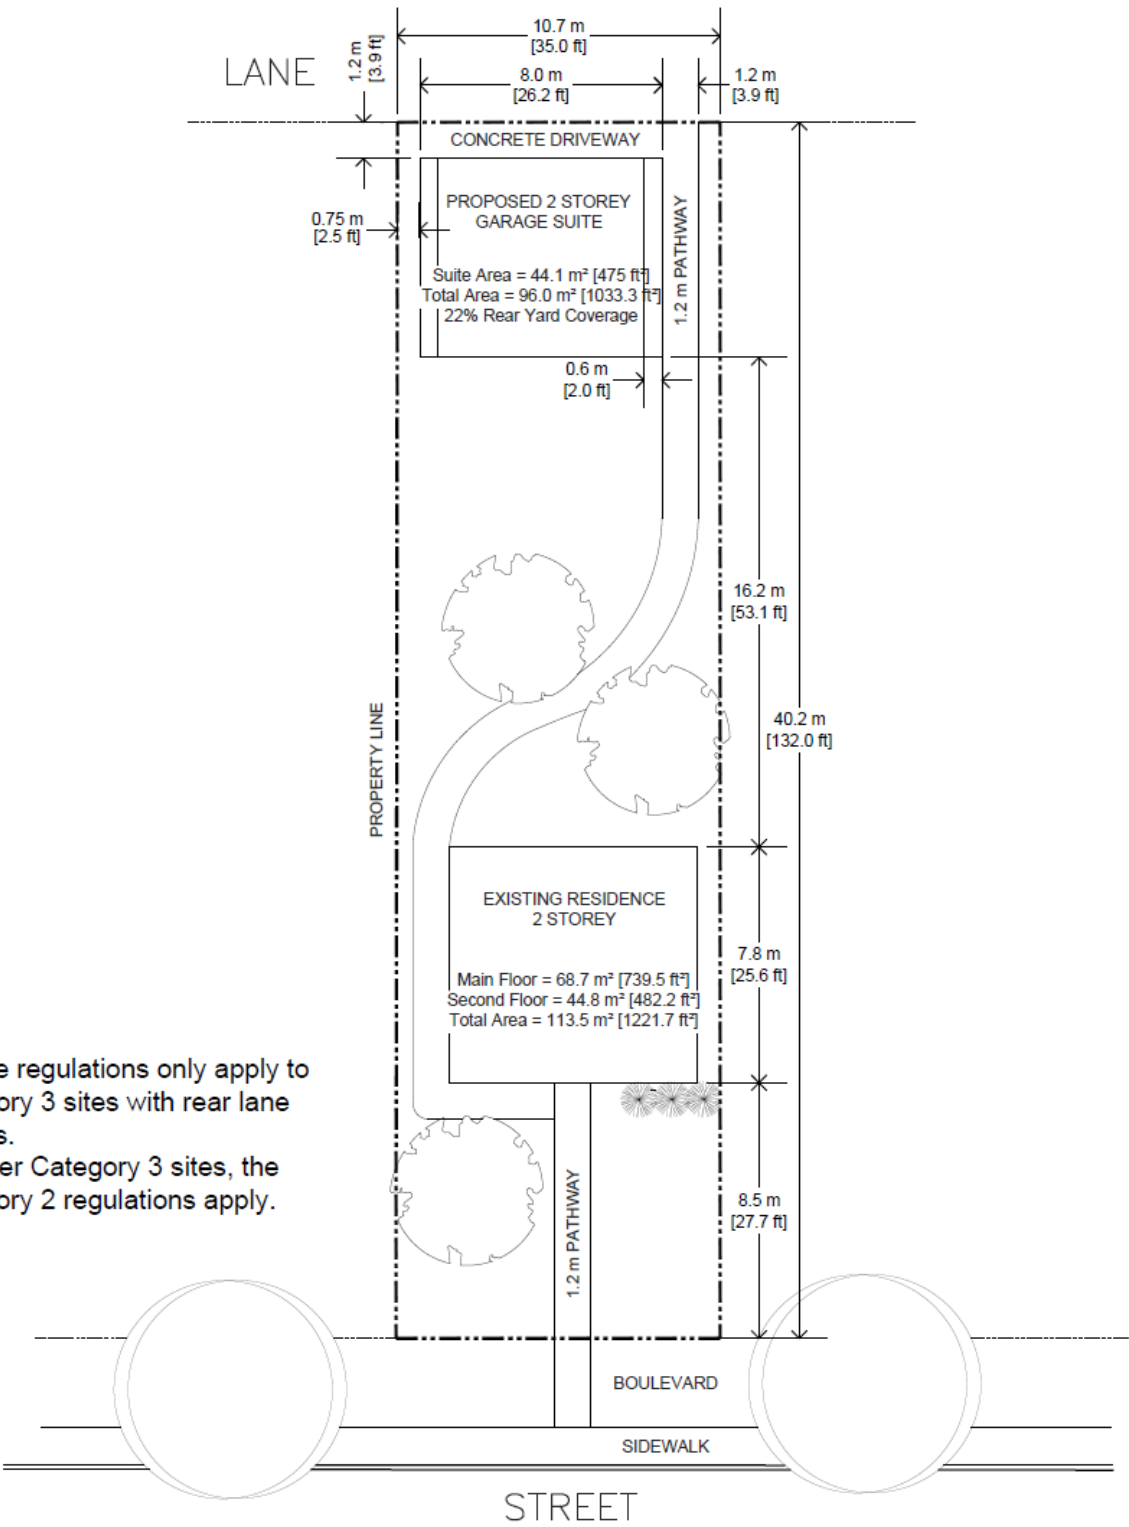 10.7 m
[35.0 ft]
1.2 m
[3.9 ft]
LANE
8.0 m
[26.2 ft]
1.2 m
[3.9 ft]
CONCRETE DRIVEWAY
PROPOSED 2 STOREY
GARAGE SUITE
0.75 m
[2.5 ft]
1.2 m PATHWAY
Suite Area = 44.1 m² [475 ft²]
Total Area = 96.0 m² [1033.3 ft²]
22% Rear Yard Coverage
0.6 m
[2.0 ft]
16.2 m
[53.1 ft]
40.2 m
[132.0 ft]
PROPERTY LINE
EXISTING RESIDENCE
2 STOREY
7.8 m
[25.6 ft]
Main Floor = 68.7 m² [739.5 ft²]
Second Floor = 44.8 m² [482.2 ft²]
Total Area = 113.5 m² [1221.7 ft²]
e regulations only apply to
ory 3 sites with rear lane
s.
er Category 3 sites, the
ory 2 regulations apply.
8.5 m
[27.7 ft]
1.2 m PATHWAY
BOULEVARD
SIDEWALK
STREET